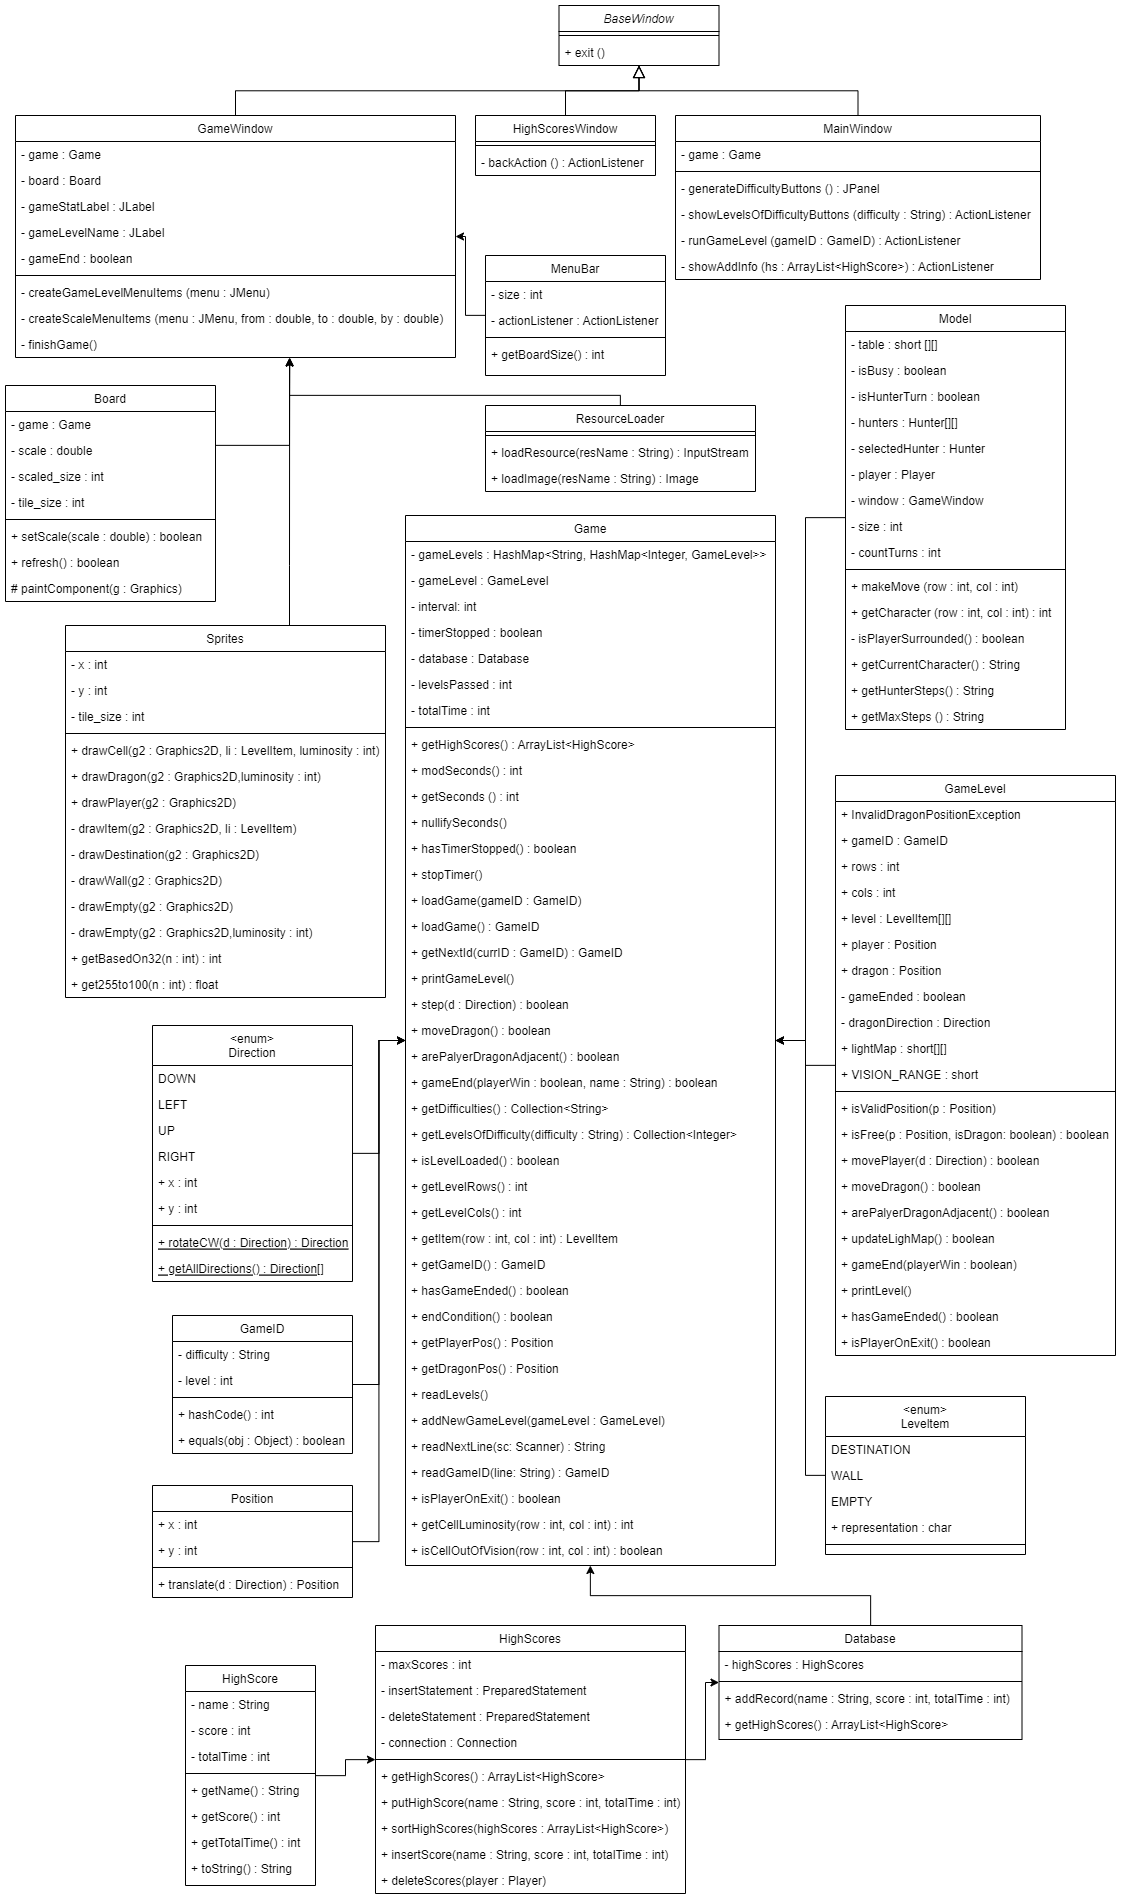 BaseWindow
+ exit ()
GameWindow
- game : Game
- board : Board
- gameStatLabel : JLabel
- gameLevelName : JLabel
- gameEnd : boolean
- createGameLevelMenuItems (menu : JMenu)
- createScaleMenuItems (menu : JMenu, from : double, to : double, by : double)
- finishGame()
HighScoresWindow
- backAction () : ActionListener
MainWindow
- game : Game
- generateDifficultyButtons () : JPanel
- showLevelsOfDifficultyButtons (difficulty : String) : ActionListener
- runGameLevel (gameID : GameID) : ActionListener
- showAddInfo (hs : ArrayList<HighScore>) : ActionListener
MenuBar
- size : int
- actionListener : ActionListener
+ getBoardSize() : int
Model
- table : short [][]
- isBusy : boolean
- isHunterTurn : boolean
- hunters : Hunter[][]
- selectedHunter : Hunter
- player : Player
- window : GameWindow
- size : int
- countTurns : int
+ makeMove (row : int, col : int)
+ getCharacter (row : int, col : int) : int
- isPlayerSurrounded() : boolean
+ getCurrentCharacter() : String
+ getHunterSteps() : String
+ getMaxSteps () : String
Board
- game : Game
- scale : double
- scaled_size : int
- tile_size : int
+ setScale(scale : double) : boolean
+ refresh() : boolean
# paintComponent(g : Graphics)
ResourceLoader
+ loadResource(resName : String) : InputStream
+ loadImage(resName : String) : Image
Sprites
- x : int
- y : int
- tile_size : int
+ drawCell(g2 : Graphics2D, li : LevelItem, luminosity : int)
+ drawDragon(g2 : Graphics2D,luminosity : int)
+ drawPlayer(g2 : Graphics2D)
- drawItem(g2 : Graphics2D, li : LevelItem)
- drawDestination(g2 : Graphics2D)
- drawWall(g2 : Graphics2D)
- drawEmpty(g2 : Graphics2D)
- drawEmpty(g2 : Graphics2D,luminosity : int)
+ getBasedOn32(n : int) : int
+ get255to100(n : int) : float
Game
- gameLevels : HashMap<String, HashMap<Integer, GameLevel>>
- gameLevel : GameLevel
- interval: int
- timerStopped : boolean
- database : Database
- levelsPassed : int
- totalTime : int
+ getHighScores() : ArrayList<HighScore>
+ modSeconds() : int
+ getSeconds () : int
+ nullifySeconds()
+ hasTimerStopped() : boolean
+ stopTimer()
+ loadGame(gameID : GameID)
+ loadGame() : GameID
+ getNextId(currID : GameID) : GameID
+ printGameLevel()
+ step(d : Direction) : boolean
+ moveDragon() : boolean
+ arePalyerDragonAdjacent() : boolean
+ gameEnd(playerWin : boolean, name : String) : boolean
+ getDifficulties() : Collection<String>
+ getLevelsOfDifficulty(difficulty : String) : Collection<Integer>
+ isLevelLoaded() : boolean
+ getLevelRows() : int
+ getLevelCols() : int
+ getItem(row : int, col : int) : LevelItem
+ getGameID() : GameID
+ hasGameEnded() : boolean
+ endCondition() : boolean
+ getPlayerPos() : Position
+ getDragonPos() : Position
+ readLevels()
+ addNewGameLevel(gameLevel : GameLevel)
+ readNextLine(sc: Scanner) : String
+ readGameID(line: String) : GameID
+ isPlayerOnExit() : boolean
+ getCellLuminosity(row : int, col : int) : int
+ isCellOutOfVision(row : int, col : int) : boolean
GameLevel
+ InvalidDragonPositionException
+ gameID : GameID
+ rows : int
+ cols : int
+ level : LevelItem[][]
+ player : Position
+ dragon : Position
- gameEnded : boolean
- dragonDirection : Direction
+ lightMap : short[][]
+ VISION_RANGE : short
+ isValidPosition(p : Position)
+ isFree(p : Position, isDragon: boolean) : boolean
+ movePlayer(d : Direction) : boolean
+ moveDragon() : boolean
+ arePalyerDragonAdjacent() : boolean
+ updateLighMap() : boolean
+ gameEnd(playerWin : boolean)
+ printLevel()
+ hasGameEnded() : boolean
+ isPlayerOnExit() : boolean
<enum>
Direction
DOWN
LEFT
UP
RIGHT
+ x : int
+ y : int
+ rotateCW(d : Direction) : Direction
+ getAllDirections() : Direction[]
GameID
- difficulty : String
- level : int
+ hashCode() : int
+ equals(obj : Object) : boolean
Position
+ x : int
+ y : int
+ translate(d : Direction) : Position
<enum>
LeveItem
DESTINATION
WALL
EMPTY
+ representation : char
HighScore
- name : String
- score : int
- totalTime : int
+ getName() : String
+ getScore() : int
+ getTotalTime() : int
+ toString() : String
HighScores
- maxScores : int
- insertStatement : PreparedStatement
- deleteStatement : PreparedStatement
- connection : Connection
+ getHighScores() : ArrayList<HighScore>
+ putHighScore(name : String, score : int, totalTime : int)
+ sortHighScores(highScores : ArrayList<HighScore>)
+ insertScore(name : String, score : int, totalTime : int)
+ deleteScores(player : Player)
Database
- highScores : HighScores
+ addRecord(name : String, score : int, totalTime : int)
+ getHighScores() : ArrayList<HighScore>